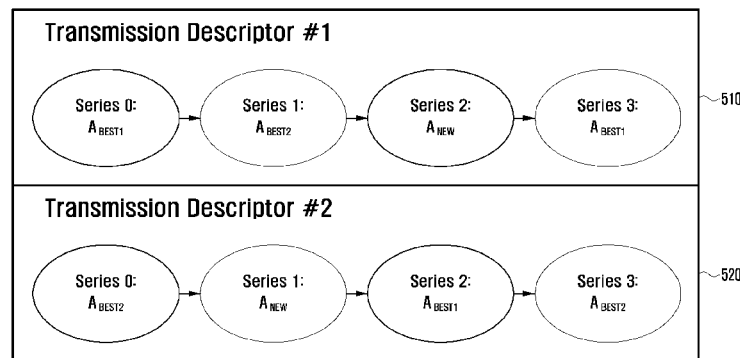 Transmission Descriptor #1
Series 0: Series 1: Series 2: Series 3:
A BEST1 A BEST2 A NEW A BEST1
510
Transmission Descriptor #2
Series 0: Series 1: Series 2: Series 3:
A BEST2 A NEW A BEST1 A BEST2
520